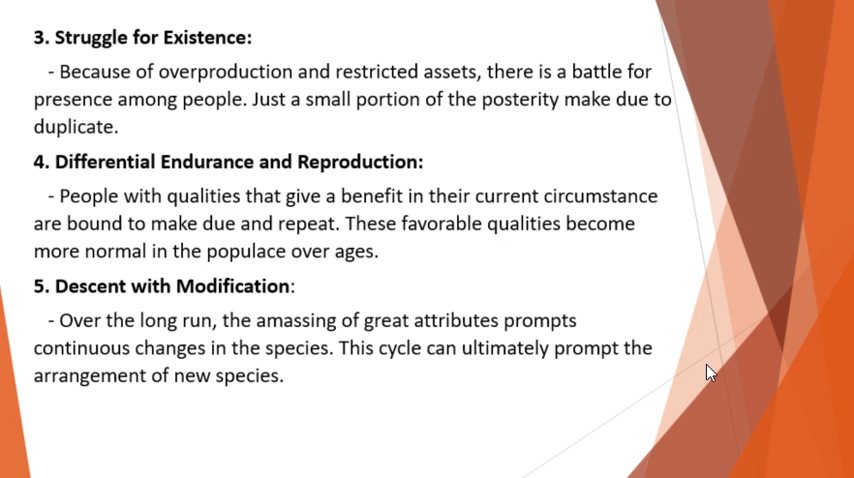 3. Struggle for Existence:
- Because of overproduction and restricted assets, there is a battle for
presence among people. Just a small portion of the posterity make due to
duplicate.
4. Differential Endurance and Reproduction:
- People with qualities that give a benefit in their current circumstance
are bound to make due and repeat. These favorable qualities become
more normal in the populace over ages.
5. Descent with Modification:
- Over the long run, the amassing of great attributes prompts
continuous changes in the species. This cycle can ultimately prompt the
arrangement of new species.